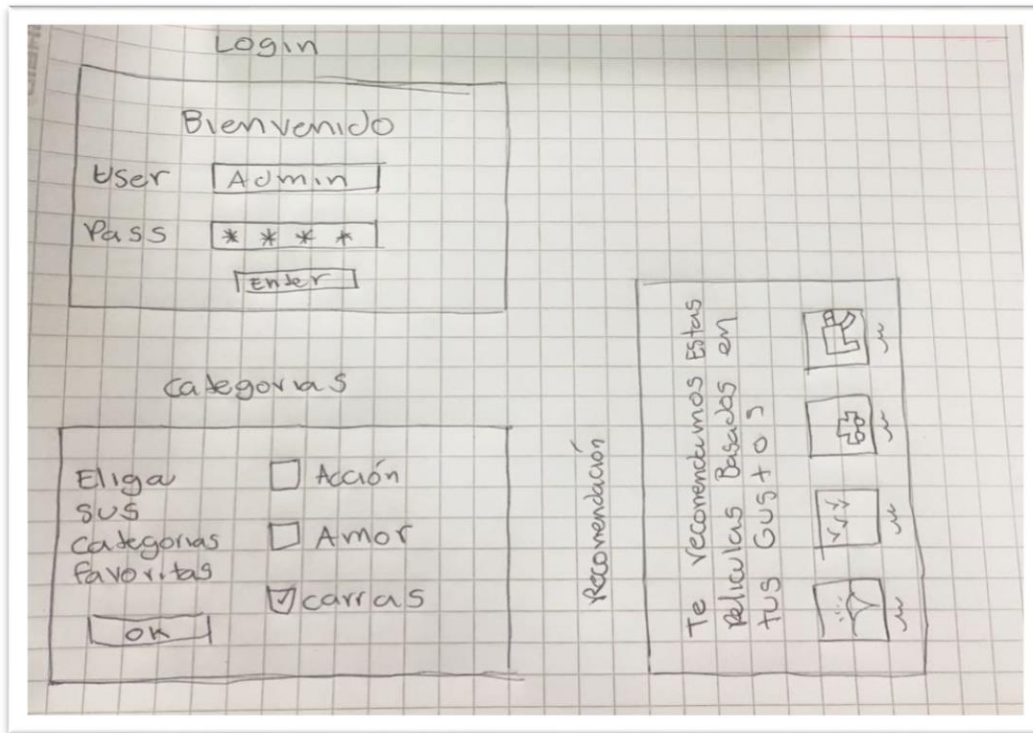 Login
Bienvenido
User Admin
Pass * * * *
Enter
Categorias
Eliga
sus
categorias
favoritas
OK
Acción
Amor
carras
Recomendación
Te recomendamos Estas
Peliculas Basados en
tus Gustos